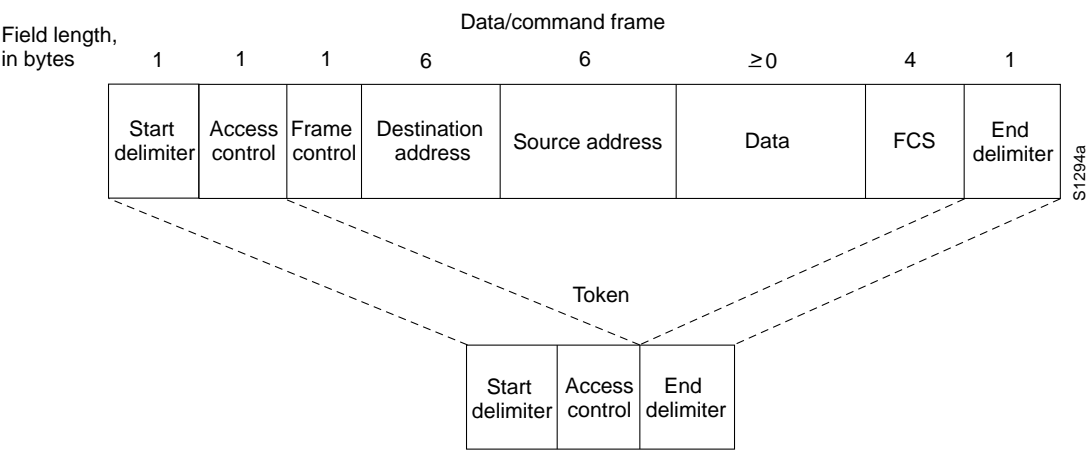 Data/command frame
Field length,
in bytes
1 1 1 6 6 ≥0 4 1
Start
delimiter
Access
control
Frame
control
Destination
address
Source address
Data
FCS
End
delimiter
S1294a
Token
Start
delimiter
Access
control
End
delimiter